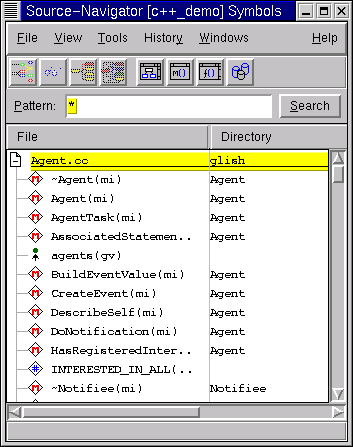 Source-Navigator [c++_demo] Symbols
File View Tools History Windows Help
M() f()
Pattern: * Search
File Directory
Agent.cc glish
~Agent(mi) Agent
Agent(mi) Agent
AgentTask(mi) Agent
AssociatedStatemen.. Agent
agents(gv)
BuildEventValue(mi) Agent
CreateEvent(mi) Agent
DescribeSelf(mi) Agent
DoNotification(mi) Agent
HasRegisteredInter.. Agent
# INTERESTED_IN_ALL(..
~Notifiee(mi) Notifiee